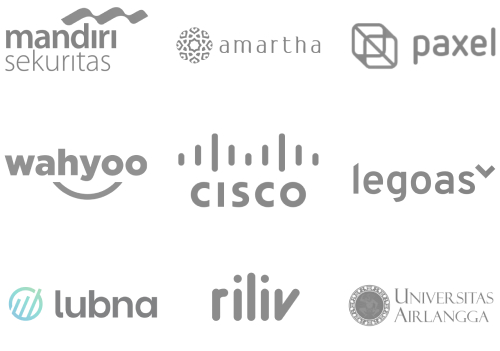 mandiri
sekuritas
amartha
paxel
wahyoo
CISCO
legoas
lubna
riliv
UNIVERSITAS
AIRLANGGA